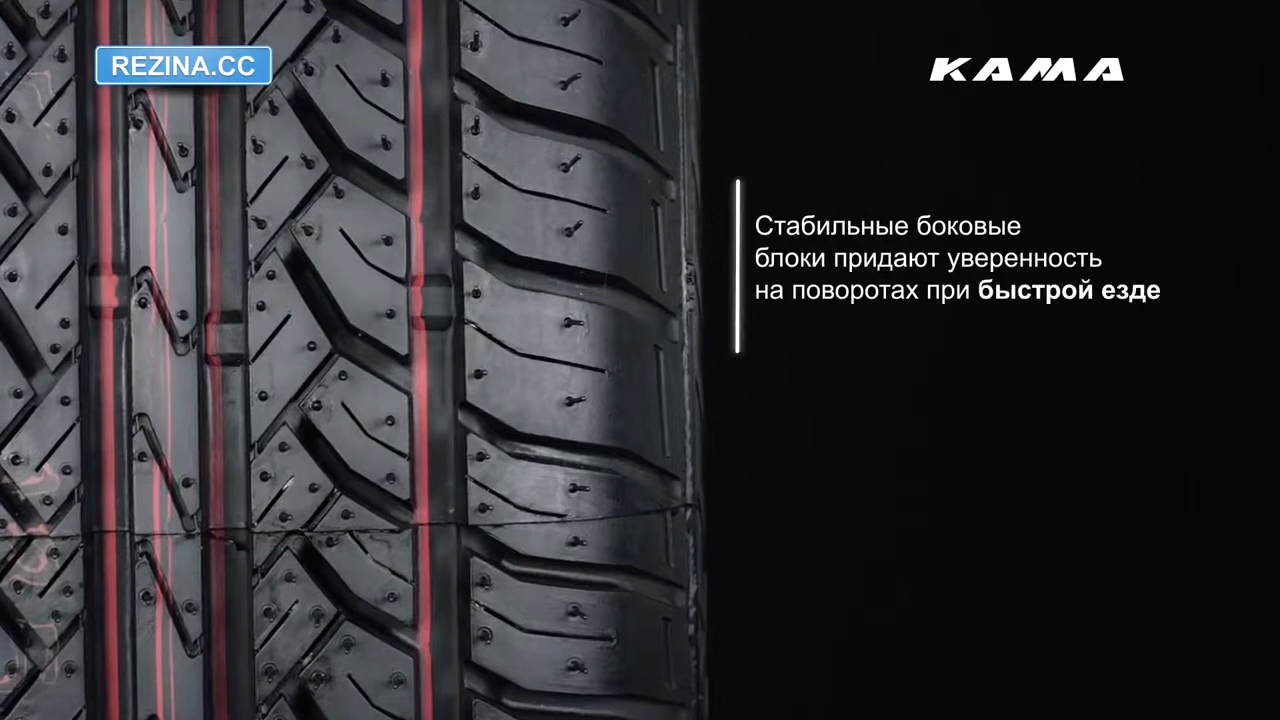 REZINA.CC
KAMA
Стабильные боковые
блоки придают уверенность
на поворотах при быстрой езде